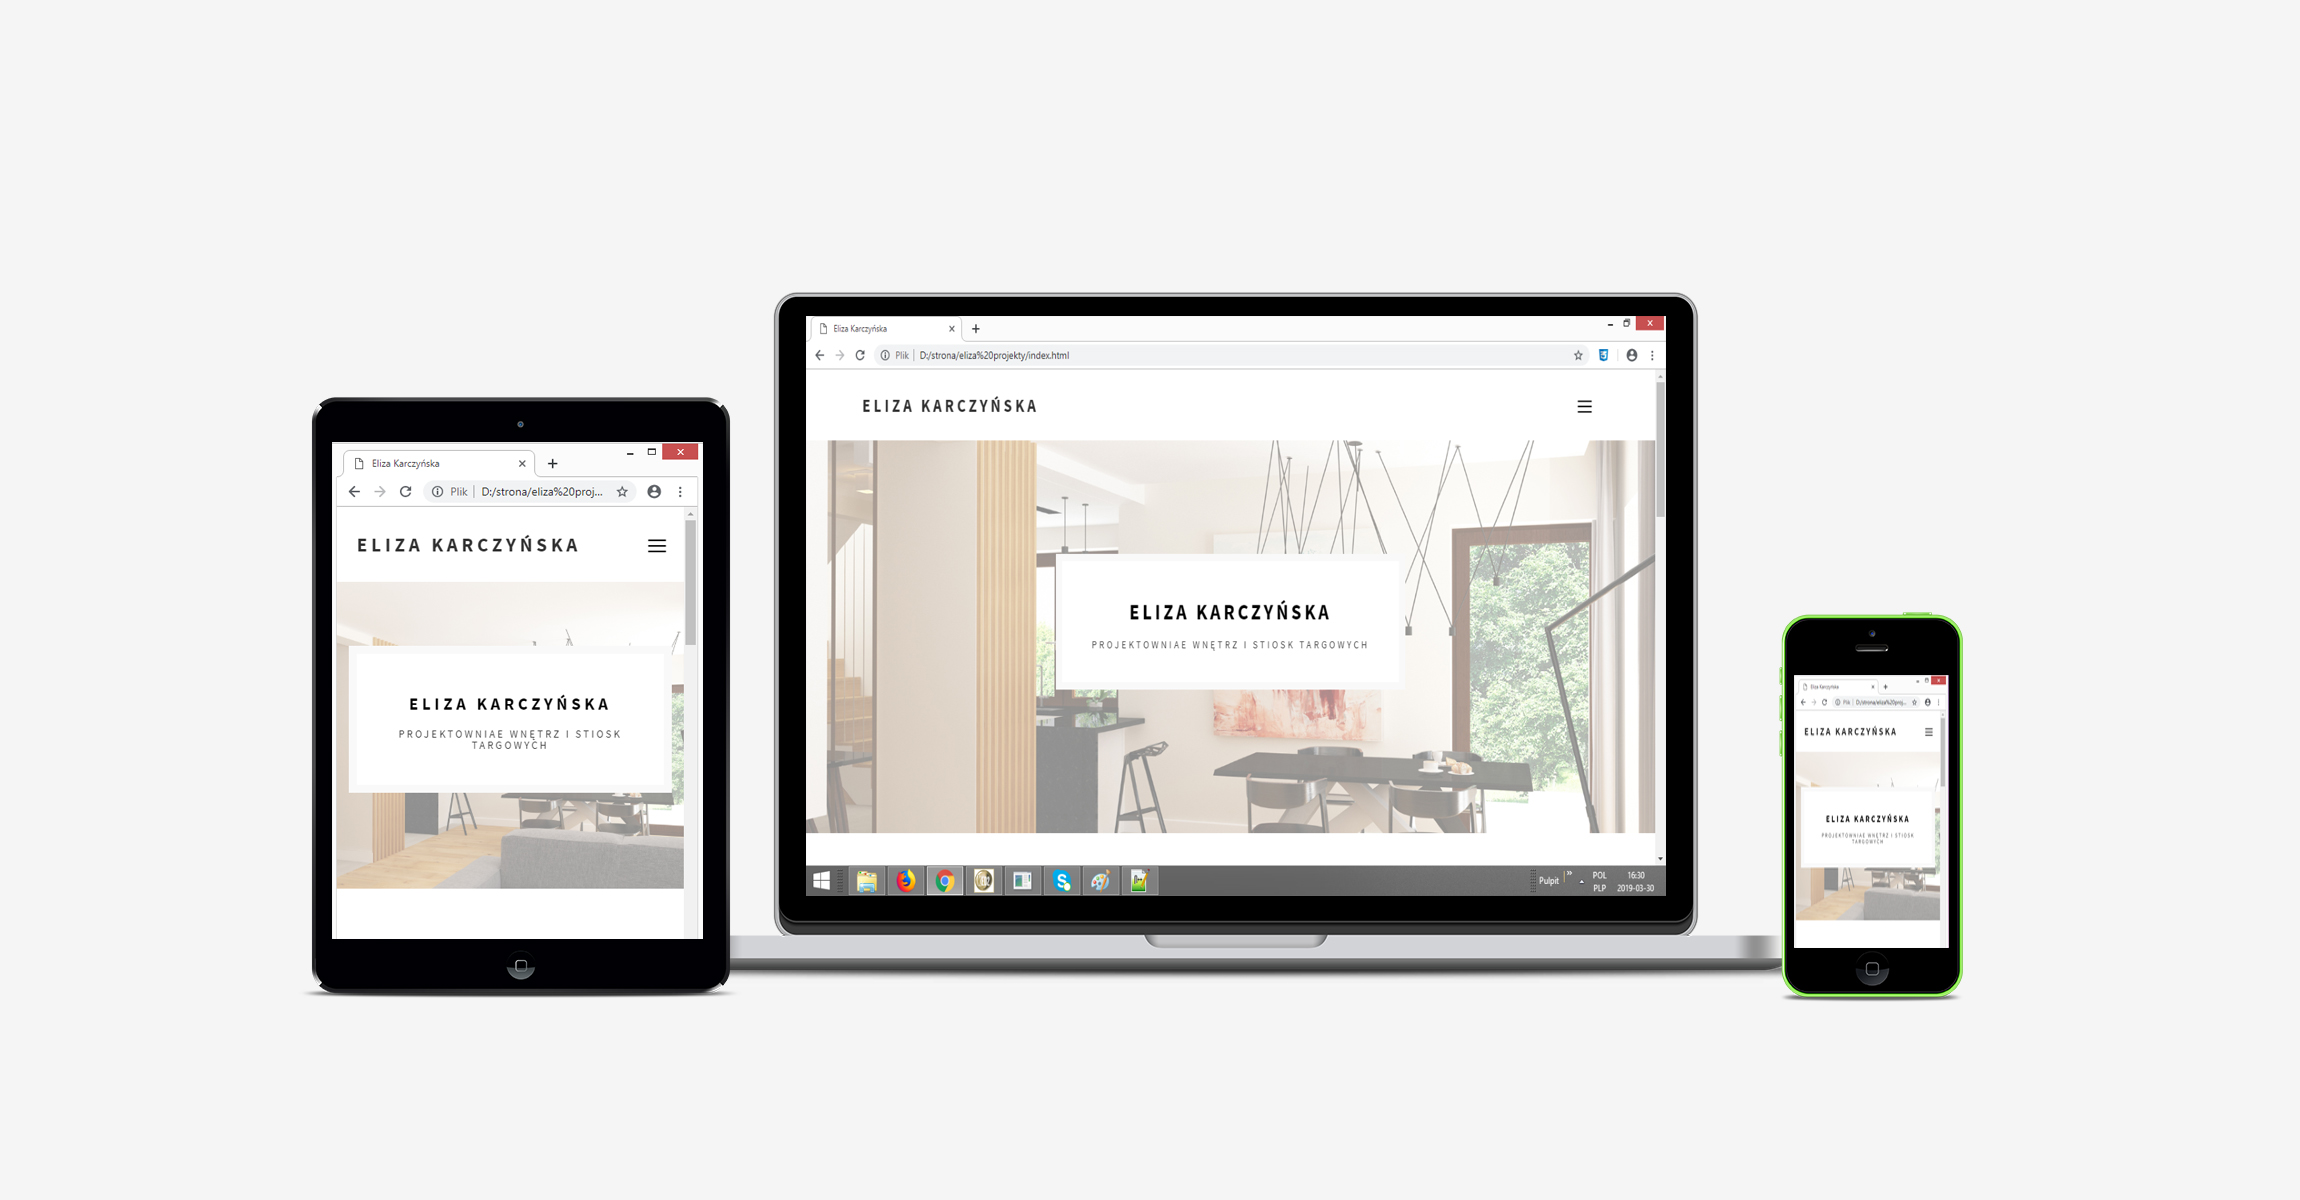 Eliza Karczyńska
Plik D:/strona/eliza%20proj...
ELIZA KARCZYŃSKA
ELIZA KARCZYŃSKA
PROJEKTOWNIAE WNĘTRZ I STIOSK
TARGOWYCH
Eliza Karczyńska
Plik D:/strona/eliza%20projekty/index.html
ELIZA KARCZYŃSKA
ELIZA KARCZYŃSKA
PROJEKTOWNIAE WNĘTRZ I STIOSK TARGOWYCH
Pulpit
POL
PLP
16:30
2019-03-30
Eliza Karczyńska
Plik D:/strona/eliza%20proj...
ELIZA KARCZYŃSKA
ELIZA KARCZYŃSKA
PROJEKTOWNIAE WNĘTRZ I STIOSK
TARGOWYCH